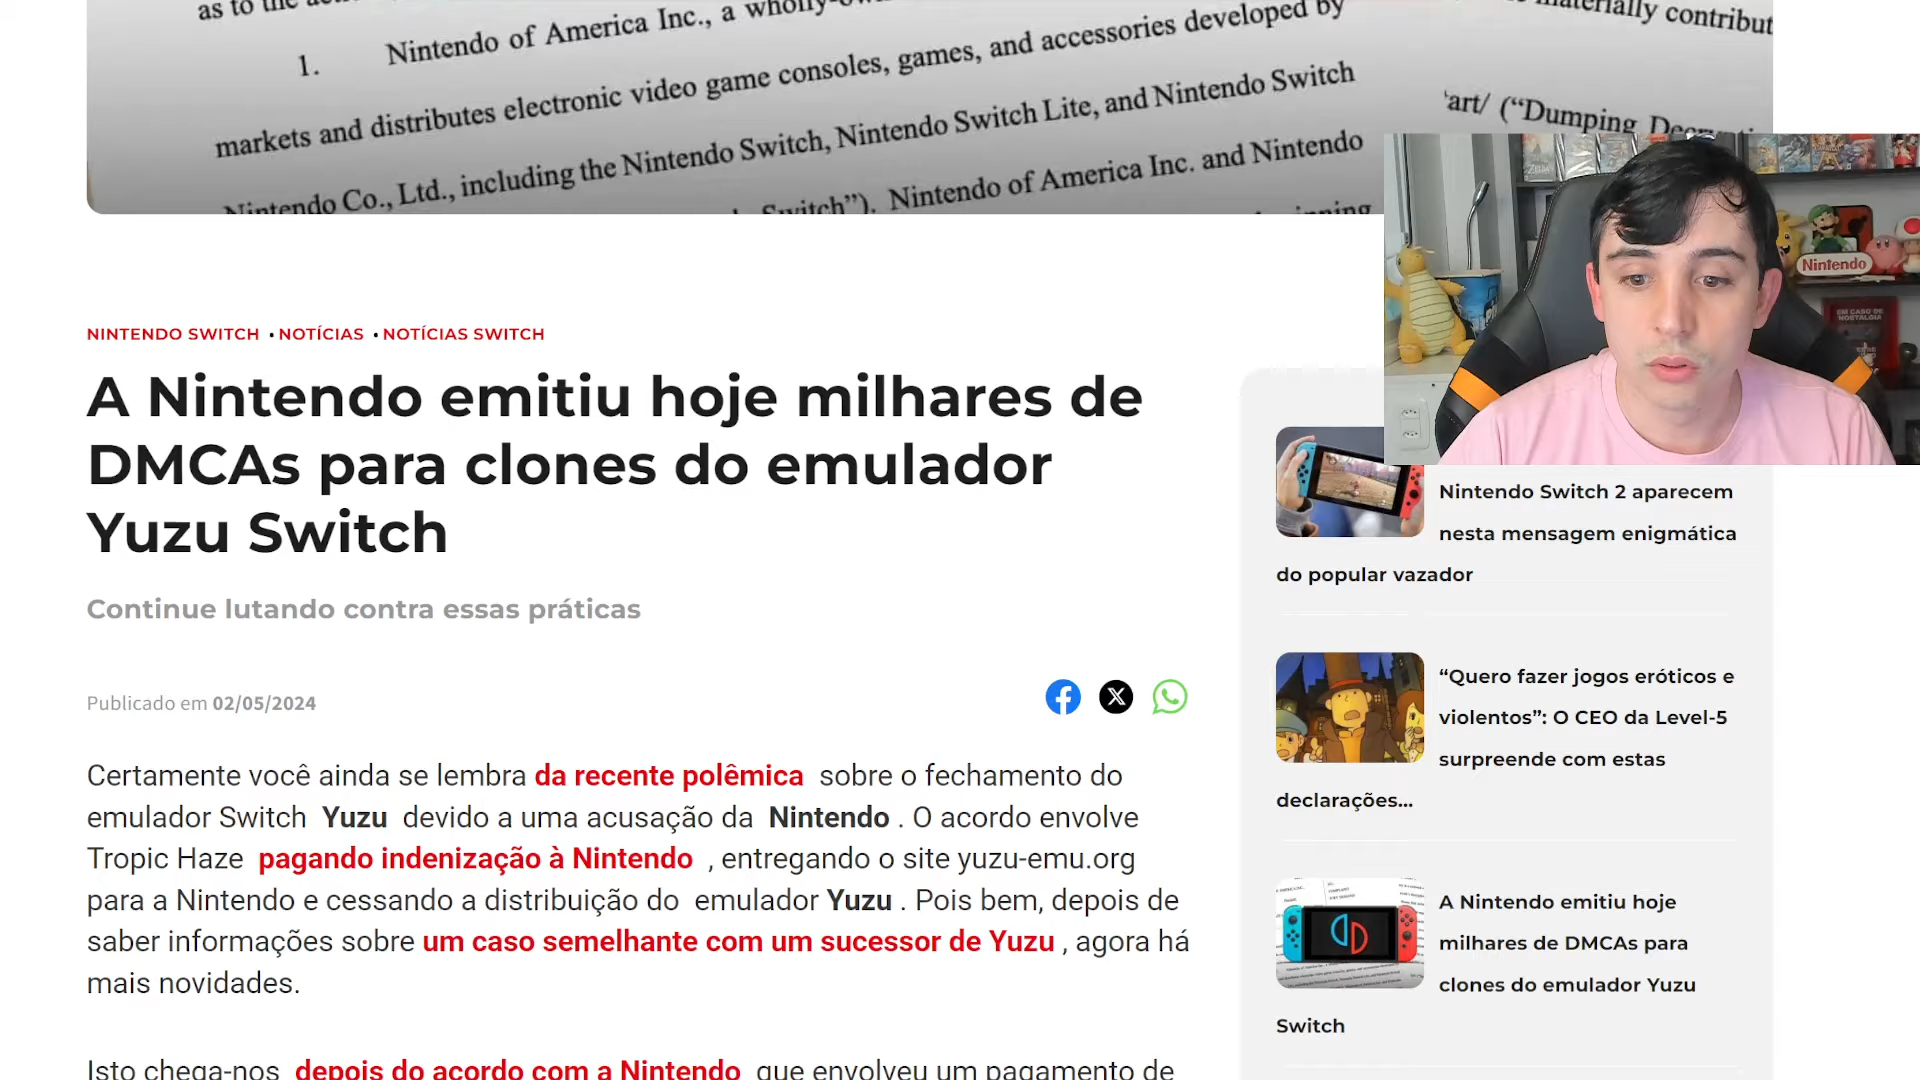 as to the
1. Nintendo of America Inc., a
markets and distributes electronic video game consoles, games, and accessories developed by
Nintendo Co., Ltd., including the Nintendo Switch, Nintendo Switch Lite, and Nintendo Switch
Switch”). Nintendo of America Inc. and Nintendo
materially contribut
art/ (“Dumping
Nintendo
EM CASO DE
NOSTALGIA
NINTENDO SWITCH • NOTÍCIAS • NOTÍCIAS SWITCH
A Nintendo emitiu hoje milhares de
DMCAs para clones do emulador
Yuzu Switch
Continue lutando contra essas práticas
Publicado em 02/05/2024
Certamente você ainda se lembra da recente polêmica sobre o fechamento do
emulador Switch Yuzu devido a uma acusação da Nintendo . O acordo envolve
Tropic Haze pagando indenização à Nintendo , entregando o site yuzu-emu.org
para a Nintendo e cessando a distribuição do emulador Yuzu . Pois bem, depois de
saber informações sobre um caso semelhante com um sucessor de Yuzu , agora há
mais novidades.
Isto chega-nos depois do acordo com a Nintendo que envolveu um pagamento de
Nintendo Switch 2 aparecem
nesta mensagem enigmática
do popular vazador
“Quero fazer jogos eróticos e
violentos”: O CEO da Level-5
surpreende com estas
declarações...
A Nintendo emitiu hoje
milhares de DMCAs para
clones do emulador Yuzu
Switch